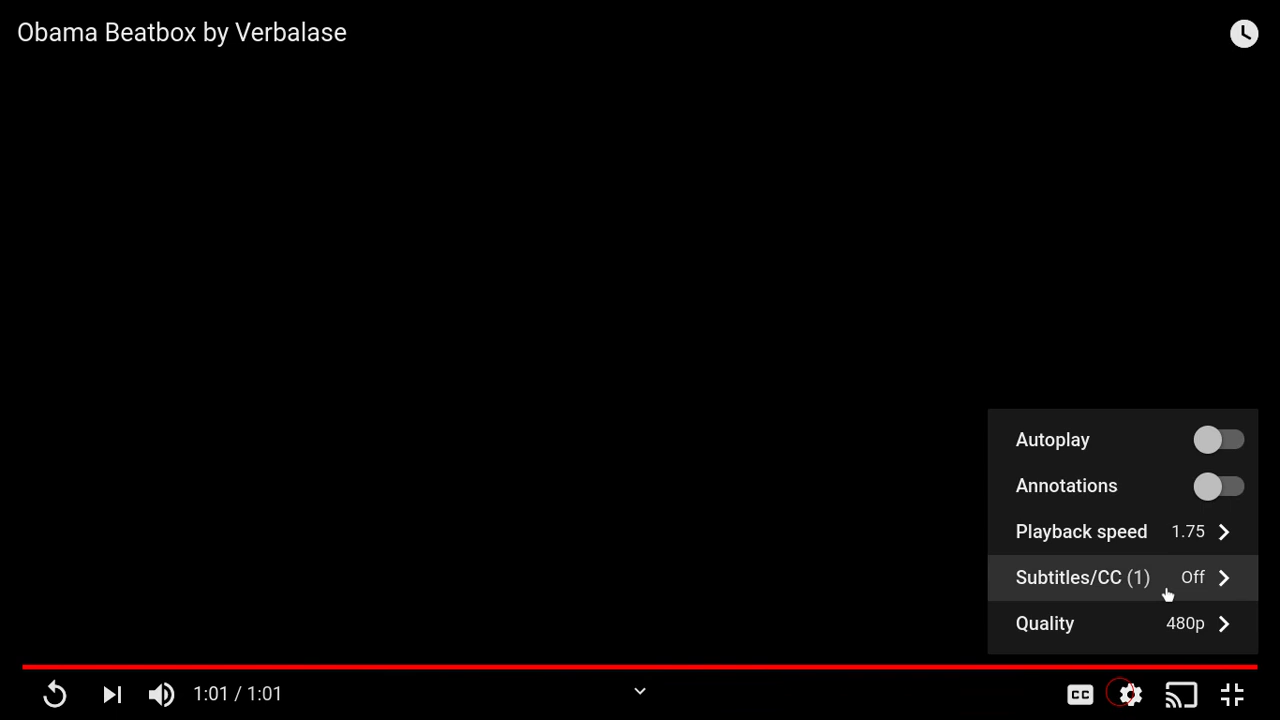 Obama Beatbox by Verbalase
Autoplay
Annotations
Playback speed 1.75
Subtitles/CC (1) Off
Quality 480p
1:01 / 1:01
CC